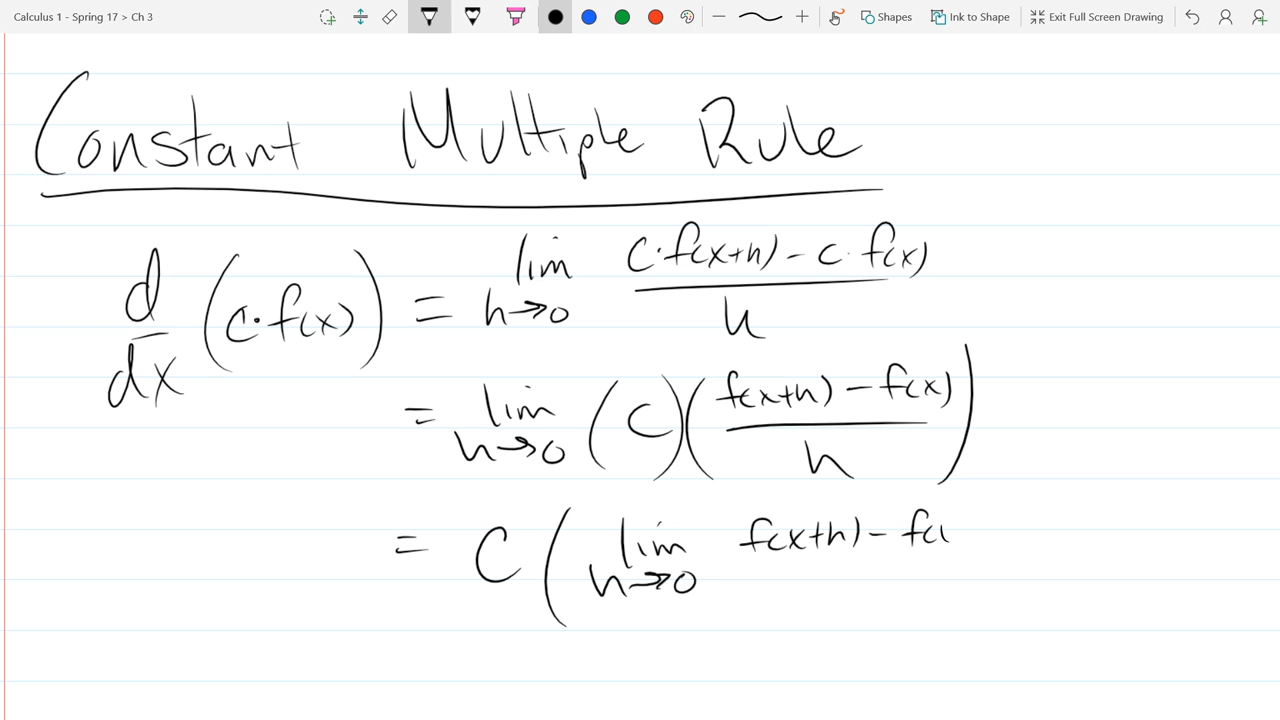 Calculus 1 - Spring 17 > Ch 3 Shapes Ink to Shape Exit Full Screen Drawing
Constant Multiple Rule
d/dx (c·f(x)) = lim h→0 (c·f(x+h) - c·f(x))/h
= lim h→0 (c)((f(x+h) - f(x))/h)
= c ( lim h→0 f(x+h) - f(